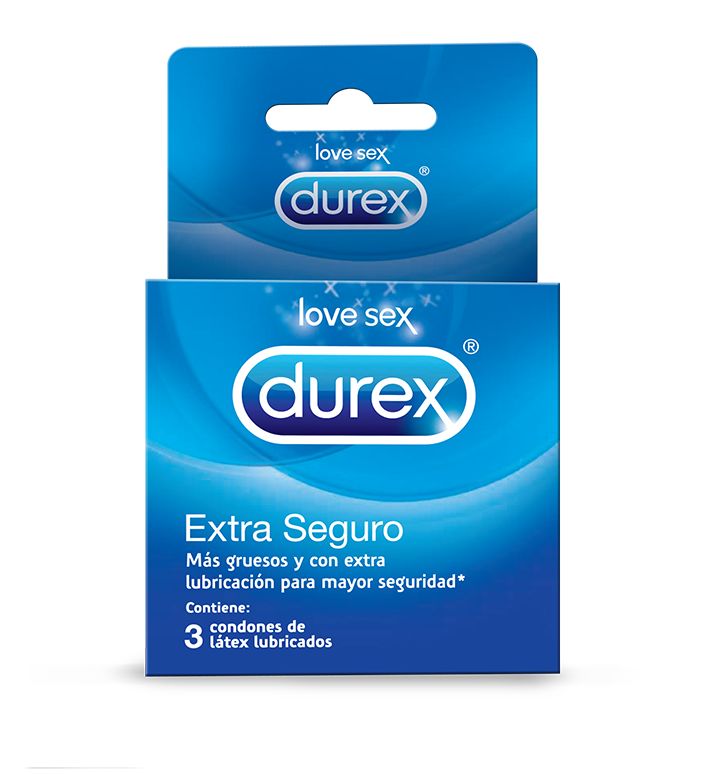 love sex
durex®
love sex
durex®
Extra Seguro
Más gruesos y con extra
lubricación para mayor seguridad*
Contiene:
3 condones de
látex lubricados